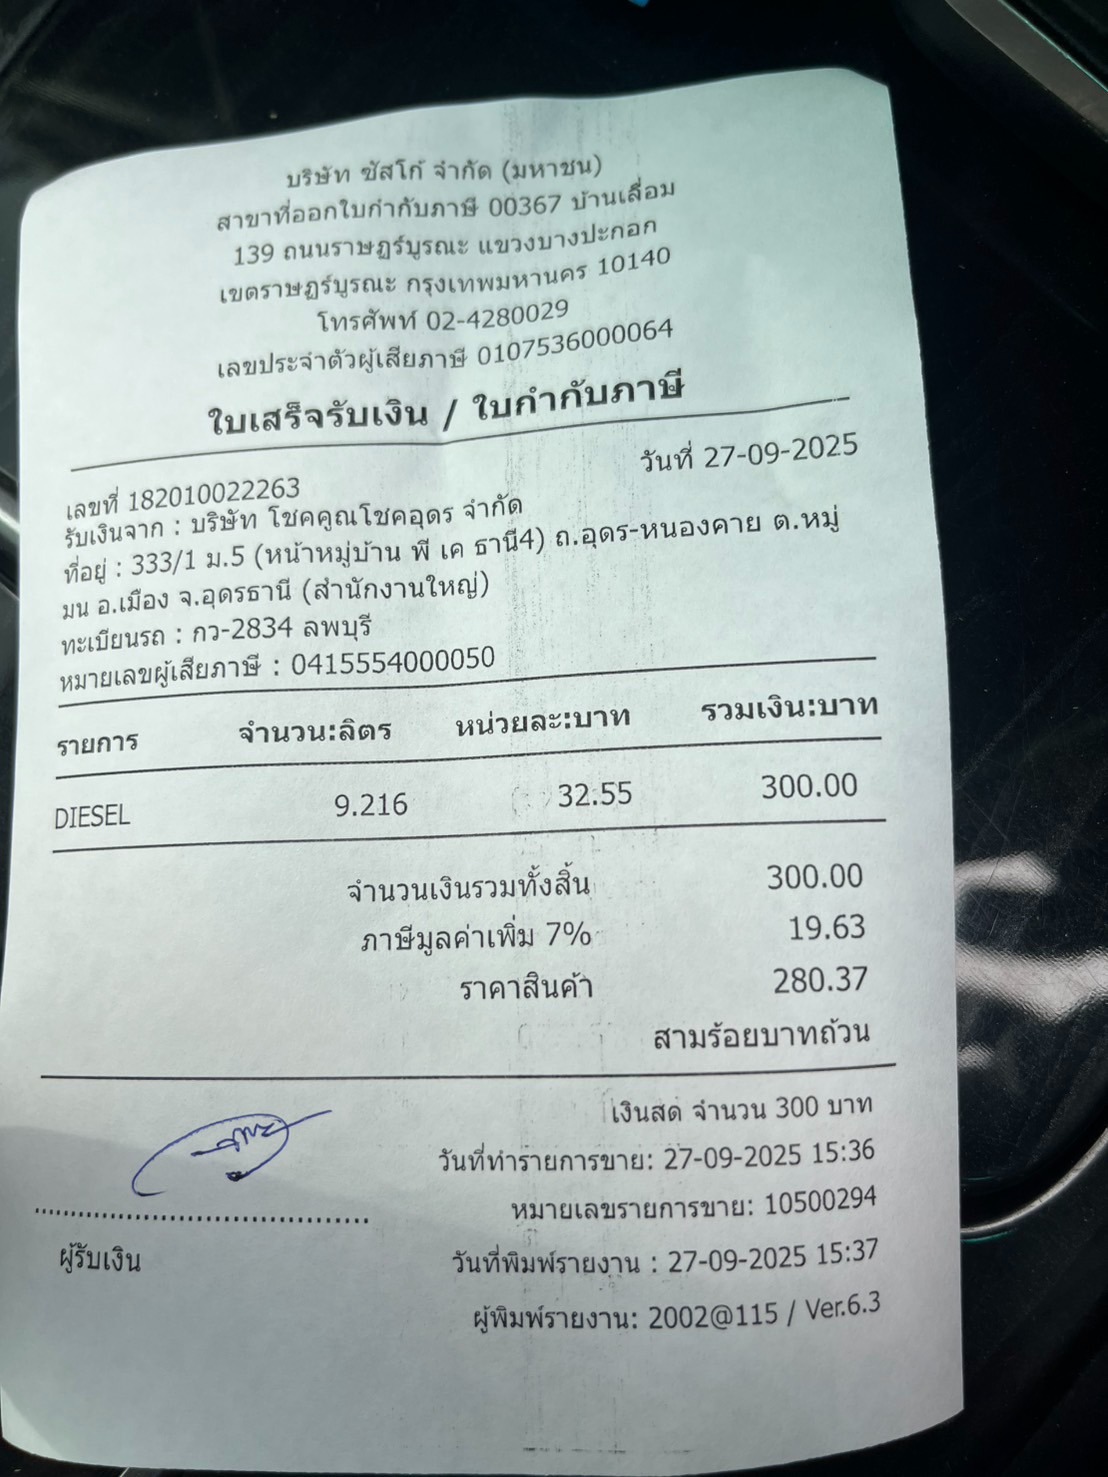 บริษัท ซัสโก้ จำกัด (มหาชน)
สาขาที่ออกใบกำกับภาษี 00367 บ้านเลื่อม
139 ถนนราษฏร์บูรณะ แขวงบางปะกอก
เขตราษฏร์บูรณะ กรุงเทพมหานคร 10140
โทรศัพท์ 02-4280029
เลขประจำตัวผู้เสียภาษี 0107536000064
ใบเสร็จรับเงิน / ใบกำกับภาษี
วันที่ 27-09-2025
เลขที่ 182010022263
รับเงินจาก : บริษัท โชคคูณโชคอุดร จำกัด
ที่อยู่ : 333/1 ม.5 (หน้าหมู่บ้าน พี เค ธานี4) ถ.อุดร-หนองคาย ต.หมู่
มน อ.เมือง จ.อุดรธานี (สำนักงานใหญ่)
ทะเบียนรถ : กว-2834 ลพบุรี
หมายเลขผู้เสียภาษี : 0415554000050
รายการ จำนวน:ลิตร หน่วยละ:บาท รวมเงิน:บาท
DIESEL 9.216 32.55 300.00
จำนวนเงินรวมทั้งสิ้น 300.00
ภาษีมูลค่าเพิ่ม 7% 19.63
ราคาสินค้า 280.37
สามร้อยบาทถ้วน
เงินสด จำนวน 300 บาท
วันที่ทำรายการขาย: 27-09-2025 15:36
หมายเลขรายการขาย: 10500294
ผู้รับเงิน
วันที่พิมพ์รายงาน : 27-09-2025 15:37
ผู้พิมพ์รายงาน: 2002@115 / Ver.6.3